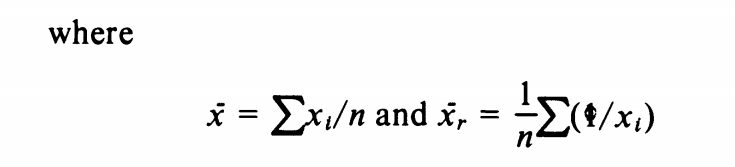 where
x̄ = ∑xᵢ/n and x̄ᵣ = 1/n ∑(Φ/xᵢ)